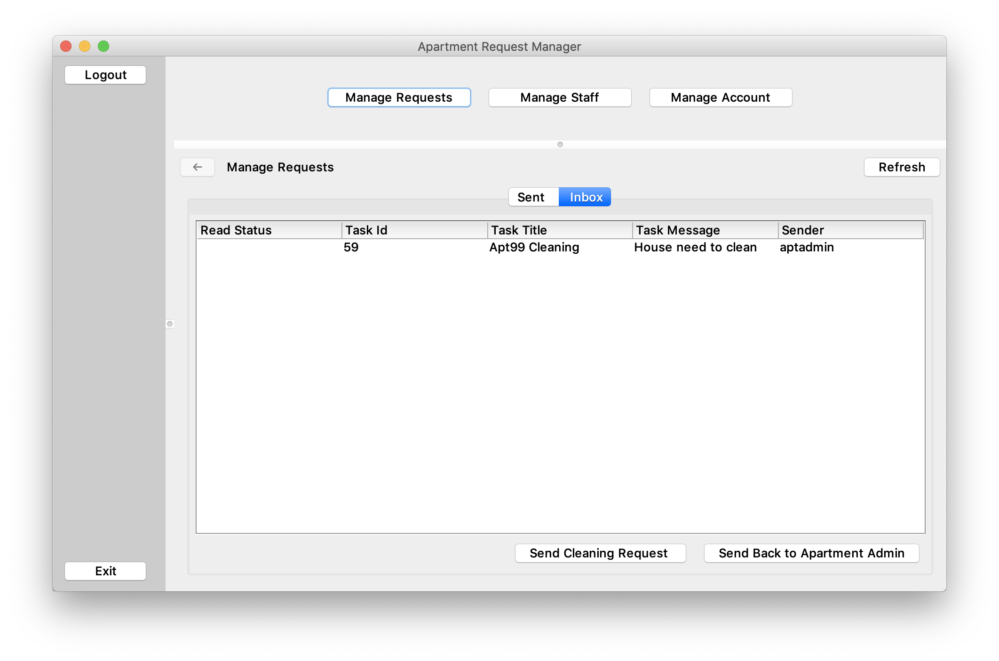 Apartment Request Manager
Logout
Manage Requests Manage Staff Manage Account
← Manage Requests Refresh
Sent Inbox
Read Status Task Id Task Title Task Message Sender
59 Apt99 Cleaning House need to clean aptadmin
Send Cleaning Request Send Back to Apartment Admin
Exit